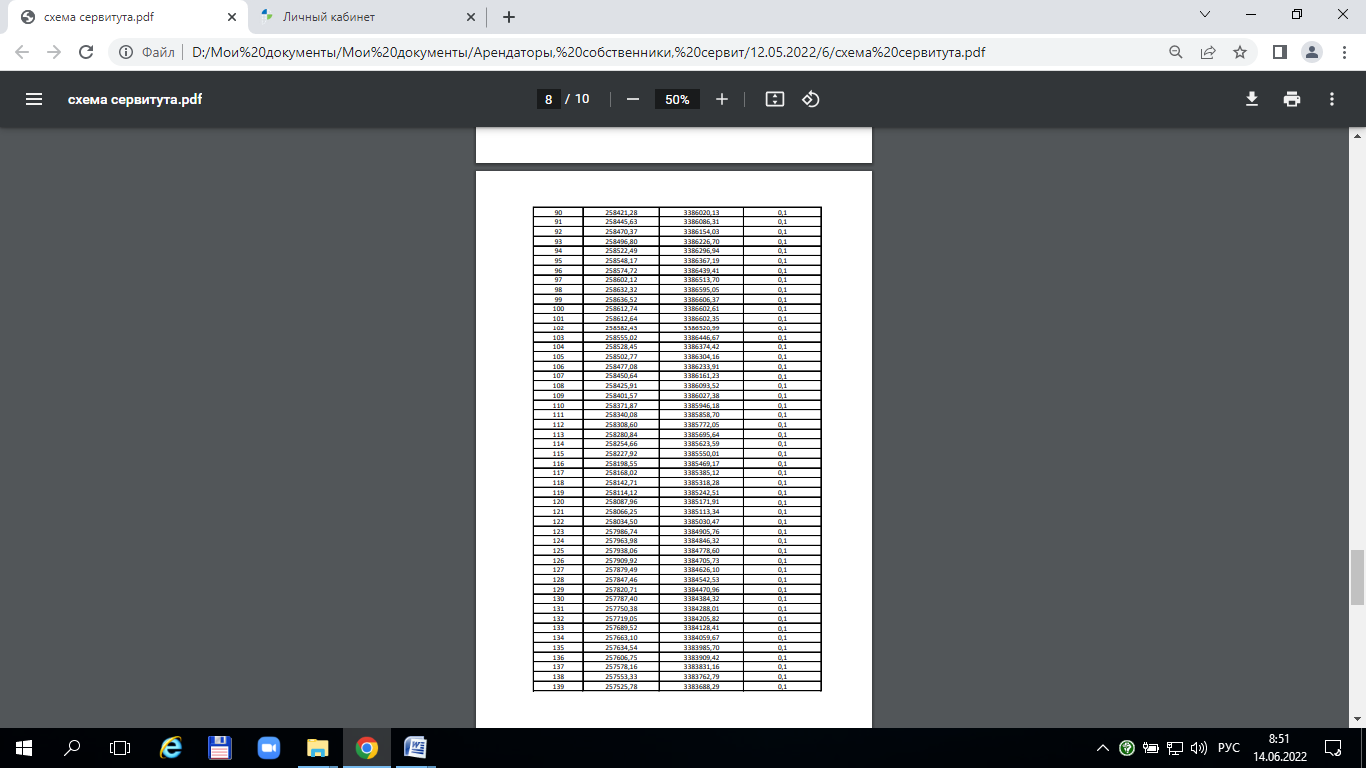 схема сервитута.pdf
Личный кабинет
Файл D:/Мои%20документы/Мои%20документы/Арендаторы,%20собственники,%20сервит/12.05.2022/6/схема%20сервитута.pdf
схема сервитута.pdf
8 / 10
50%
90 258421,28 3386020,13 0,1
91 258445,63 3386086,31 0,1
92 258470,37 3386154,03 0,1
93 258496,80 3386226,70 0,1
94 258522,49 3386296,94 0,1
95 258548,17 3386367,19 0,1
96 258574,72 3386439,41 0,1
97 258602,12 3386513,70 0,1
98 258632,32 3386595,05 0,1
99 258636,52 3386606,37 0,1
100 258612,74 3386602,61 0,1
101 258612,64 3386602,35 0,1
102 258582,43 3386520,99 0,1
103 258555,02 3386446,67 0,1
104 258528,45 3386374,42 0,1
105 258502,77 3386304,16 0,1
106 258477,08 3386233,91 0,1
107 258450,64 3386161,23 0,1
108 258425,91 3386093,52 0,1
109 258401,57 3386027,38 0,1
110 258371,87 3385946,18 0,1
111 258340,08 3385858,70 0,1
112 258308,60 3385772,05 0,1
113 258280,84 3385695,64 0,1
114 258254,66 3385623,59 0,1
115 258227,92 3385550,01 0,1
116 258198,55 3385469,17 0,1
117 258168,02 3385385,12 0,1
118 258142,71 3385318,28 0,1
119 258114,12 3385242,51 0,1
120 258087,96 3385171,91 0,1
121 258066,25 3385113,34 0,1
122 258034,50 3385030,47 0,1
123 257986,74 3384905,76 0,1
124 257963,98 3384846,32 0,1
125 257938,06 3384778,60 0,1
126 257909,92 3384705,73 0,1
127 257879,49 3384626,10 0,1
128 257847,46 3384542,53 0,1
129 257820,71 3384470,96 0,1
130 257787,40 3384384,32 0,1
131 257750,38 3384288,01 0,1
132 257719,05 3384205,82 0,1
133 257689,52 3384128,41 0,1
134 257663,10 3384059,67 0,1
135 257634,54 3383985,70 0,1
136 257606,75 3383909,42 0,1
137 257578,16 3383831,16 0,1
138 257553,33 3383762,79 0,1
139 257525,78 3383688,29 0,1
РУС
8:51
14.06.2022